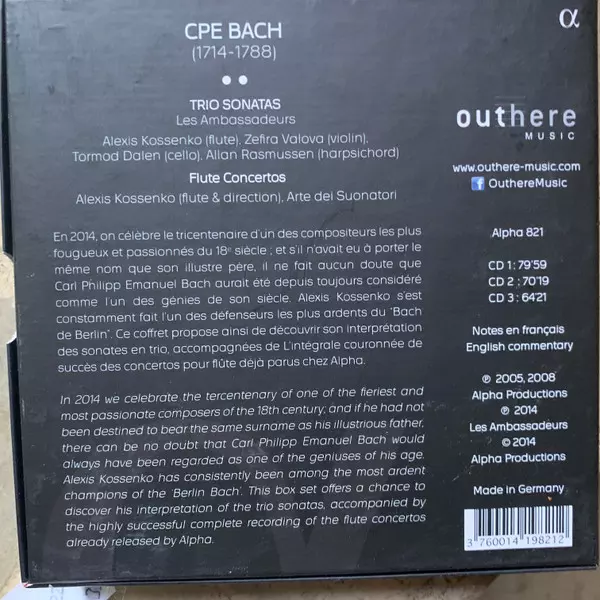 CPE BACH
(1714-1788)
TRIO SONATAS
Les Ambassadeurs
Alexis Kossenko (flute), Zefira Valova (violin),
Tormod Dalen (cello), Allan Rasmussen (harpsichord)
Flute Concertos
Alexis Kossenko (flute & direction), Arte dei Suonatori
En 2014, on célèbre le tricentenaire d'un des compositeurs les plus
fougueux et passionnés du 18e siècle ; et s'il n'avait eu à porter le
même nom que son illustre père, il ne fait aucun doute que
Carl Philipp Emanuel Bach aurait été depuis toujours considéré
comme l'un des génies de son siècle. Alexis Kossenko s'est
constamment fait l'un des défenseurs les plus ardents du "Bach
de Berlin". Ce coffret propose ainsi de découvrir son interprétation
des sonates en trio, accompagnées de L'intégrale couronnée de
succès des concertos pour flûte déjà parus chez Alpha.
In 2014 we celebrate the tercentenary of one of the fieriest and
most passionate composers of the 18th century; and if he had not
been destined to bear the same surname as his illustrious father,
there can be no doubt that Carl Philipp Emanuel Bach would
always have been regarded as one of the geniuses of his age.
Alexis Kossenko has consistently been among the most ardent
champions of the 'Berlin Bach'. This box set offers a chance to
discover his interpretation of the trio sonatas, accompanied by
the highly successful complete recording of the flute concertos
already released by Alpha.
α
outhere
MUSIC
www.outhere-music.com
f OuthereMusic
Alpha 821
CD 1 : 79'59
CD 2 : 70'19
CD 3 : 64'21
Notes en français
English commentary
℗ 2005, 2008
Alpha Productions
℗ 2014
Les Ambassadeurs
© 2014
Alpha Productions
Made in Germany
3 760014 198212